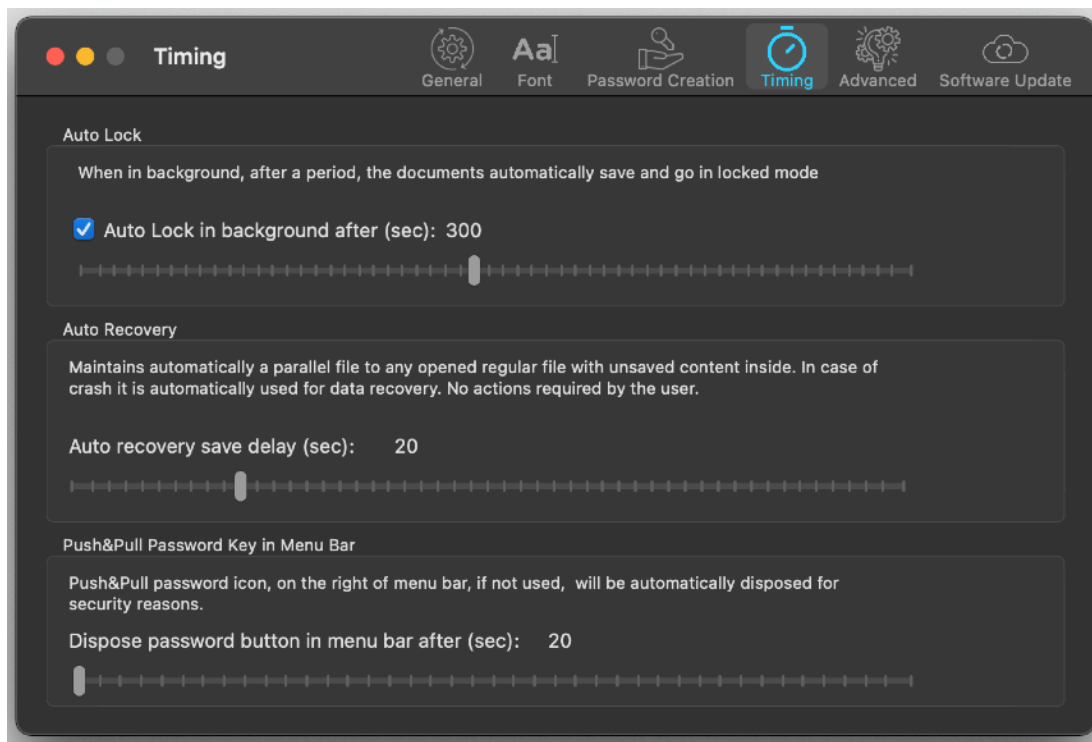 Timing
Aa
General
Font
Password Creation
Timing
Advanced
Software Update
Auto Lock
When in background, after a period, the documents automatically save and go in locked mode
Auto Lock in background after (sec): 300
Auto Recovery
Maintains automatically a parallel file to any opened regular file with unsaved content inside. In case of
crash it is automatically used for data recovery. No actions required by the user.
Auto recovery save delay (sec): 20
Push&Pull Password Key in Menu Bar
Push&Pull password icon, on the right of menu bar, if not used,  will be automatically disposed for
security reasons.
Dispose password button in menu bar after (sec): 20